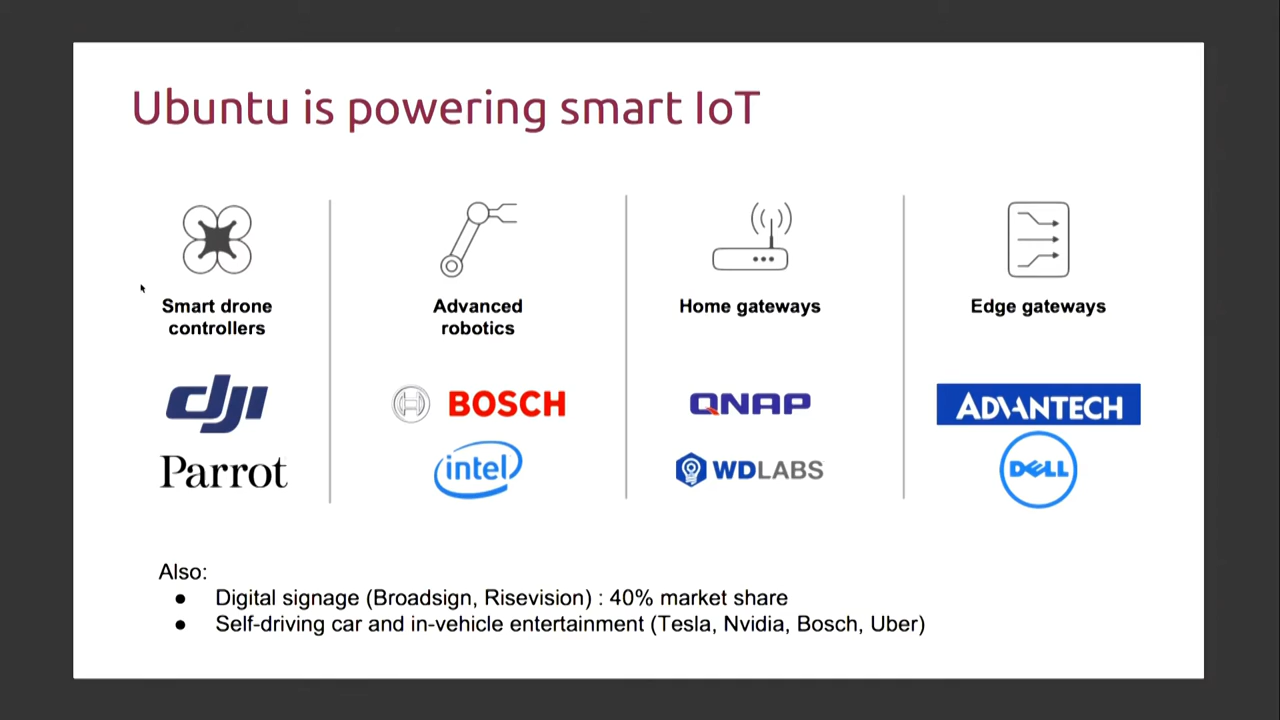 Ubuntu is powering smart IoT
Smart drone
controllers
dji
Parrot
Advanced
robotics
BOSCH
intel
Home gateways
QNAP
WDLABS
Edge gateways
ADVANTECH
DELL
Also:
● Digital signage (Broadsign, Risevision) : 40% market share
● Self-driving car and in-vehicle entertainment (Tesla, Nvidia, Bosch, Uber)